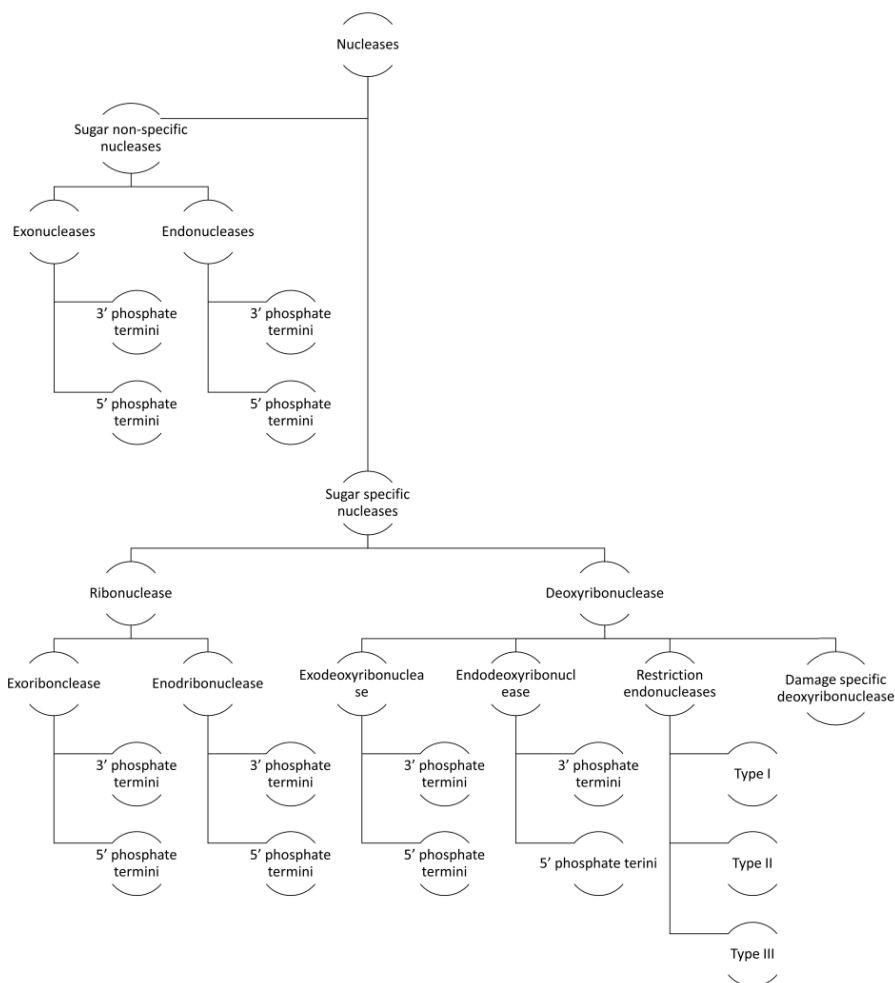 Nucleases
Sugar non-specific
nucleases
Exonucleases
Endonucleases
3’ phosphate
termini
3’ phosphate
termini
5’ phosphate
termini
5’ phosphate
termini
Sugar specific
nucleases
Ribonuclease
Deoxyribonuclease
Exoribonclease
Enodribonuclease
Exodeoxyribonuclea
se
Endodeoxyribonucl
ease
Restriction
endonucleases
Damage specific
deoxyribonuclease
3’ phosphate
termini
3’ phosphate
termini
3’ phosphate
termini
3’ phosphate
termini
Type I
5’ phosphate
termini
5’ phosphate
termini
5’ phosphate
termini
5’ phosphate terini
Type II
Type III